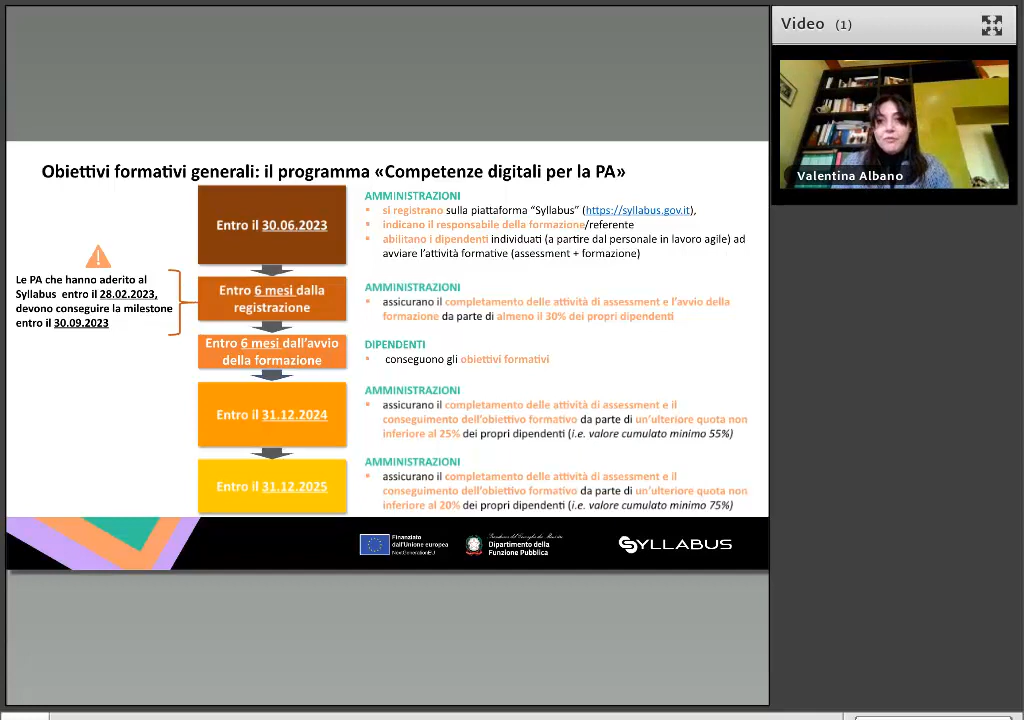 Video (1)
Valentina Albano
Obiettivi formativi generali: il programma «Competenze digitali per la PA»
Entro il 30.06.2023
AMMINISTRAZIONI
si registrano sulla piattaforma "Syllabus" (https://syllabus.gov.it),
indicano il responsabile della formazione/referente
abilitano i dipendenti individuati (a partire dal personale in lavoro agile) ad
avviare l'attività formative (assessment + formazione)
Le PA che hanno aderito al
Syllabus entro il 28.02.2023,
devono conseguire la milestone
entro il 30.09.2023
Entro 6 mesi dalla
registrazione
AMMINISTRAZIONI
assicurano il completamento delle attività di assessment e l'avvio della
formazione da parte di almeno il 30% dei propri dipendenti
Entro 6 mesi dall'avvio
della formazione
DIPENDENTI
conseguono gli obiettivi formativi
Entro il 31.12.2024
AMMINISTRAZIONI
assicurano il completamento delle attività di assessment e il
conseguimento dell'obiettivo formativo da parte di un'ulteriore quota non
inferiore al 25% dei propri dipendenti (i.e. valore cumulato minimo 55%)
Entro il 31.12.2025
AMMINISTRAZIONI
assicurano il completamento delle attività di assessment e il
conseguimento dell'obiettivo formativo da parte di un'ulteriore quota non
inferiore al 20% dei propri dipendenti (i.e. valore cumulato minimo 75%)
Finanziato
dall'Unione europea
NextGenerationEU
Presidenza del Consiglio dei Ministri
Dipartimento della
Funzione Pubblica
SYLLABUS